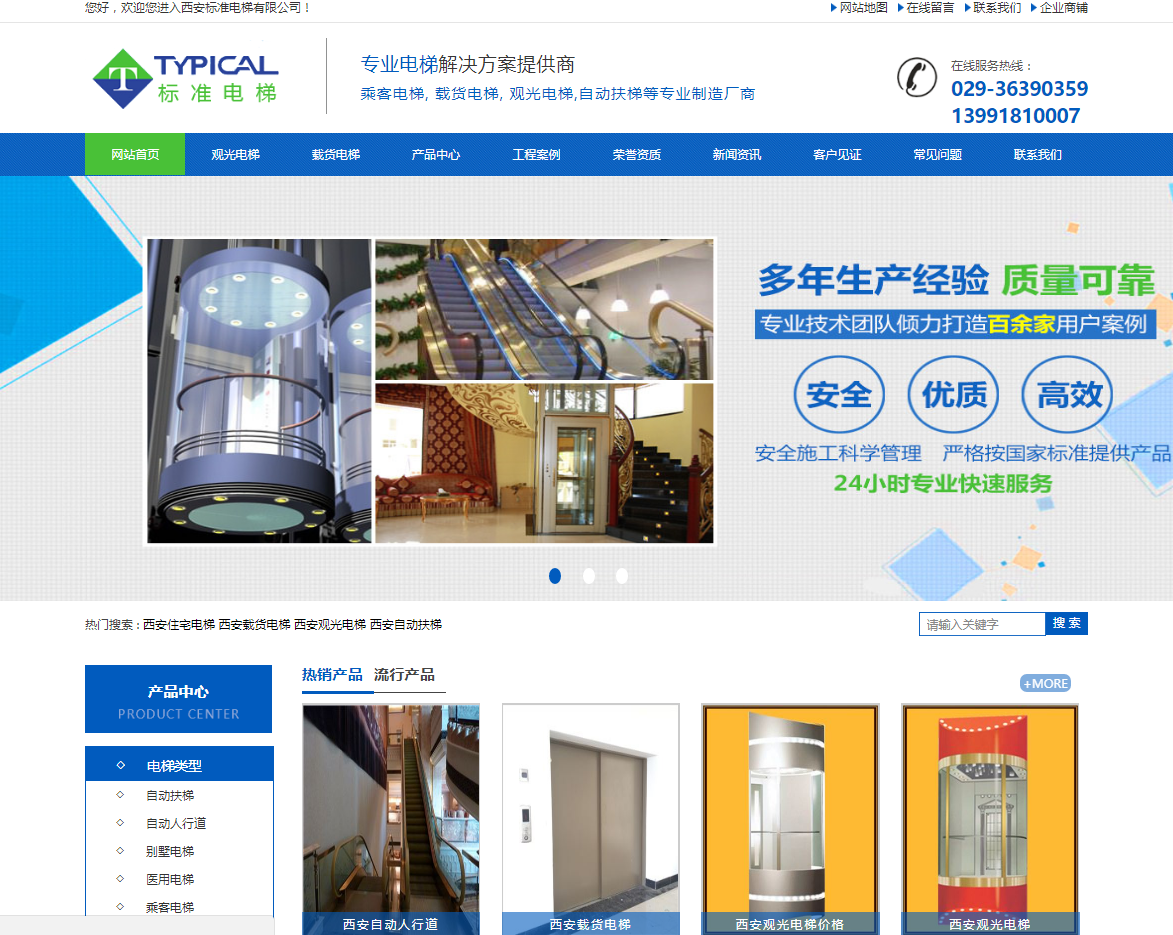 您好，欢迎您进入西安标准电梯有限公司！
网站地图 在线留言 联系我们 企业商铺
TYPICAL
标准电梯
专业电梯解决方案提供商
乘客电梯, 载货电梯, 观光电梯,自动扶梯等专业制造厂商
在线服务热线：
029-36390359
13991810007
网站首页 观光电梯 载货电梯 产品中心 工程案例 荣誉资质 新闻资讯 客户见证 常见问题 联系我们
多年生产经验 质量可靠
专业技术团队倾力打造百余家用户案例
安全 优质 高效
安全施工科学管理 严格按国家标准提供产品
24小时专业快速服务
热门搜索：西安住宅电梯 西安载货电梯 西安观光电梯 西安自动扶梯
请输入关键字 搜 索
产品中心
PRODUCT CENTER
热销产品 流行产品
+MORE
电梯类型
自动扶梯
自动人行道
别墅电梯
医用电梯
乘客电梯
西安自动人行道 西安载货电梯 西安观光电梯价格 西安观光电梯